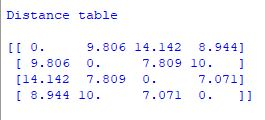 Distance table
[[ 0.     9.806 14.142  8.944]
 [ 9.806  0.     7.809 10.   ]
 [14.142  7.809  0.     7.071]
 [ 8.944 10.     7.071  0.   ]]